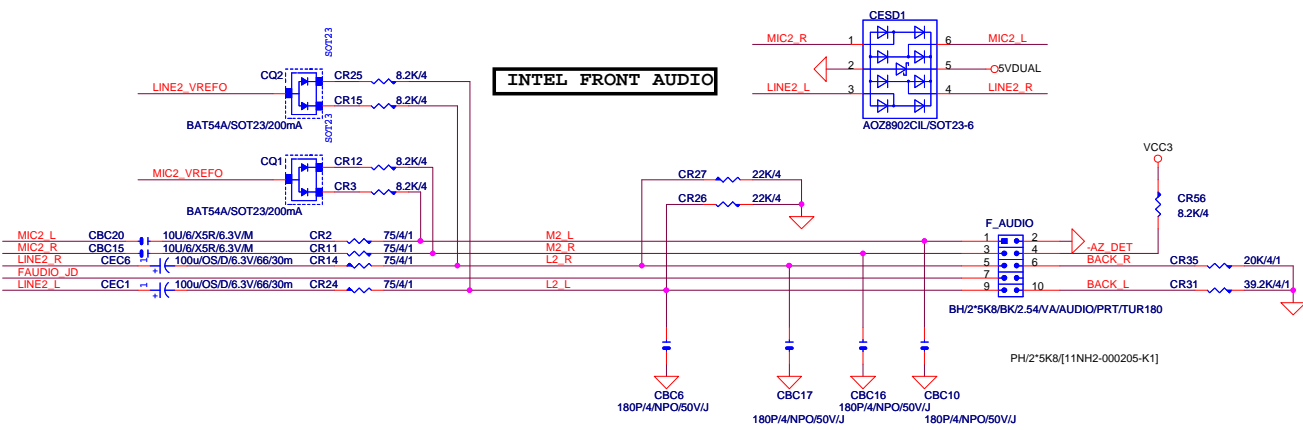 CESD1
MIC2_R 1 6 MIC2_L
2 5 5VDUAL
LINE2_L 3 4 LINE2_R
AOZ8902CIL/SOT23-6
INTEL FRONT AUDIO
SOT23
CQ2 CR25 8.2K/4
LINE2_VREFO CR15 8.2K/4
BAT54A/SOT23/200mA
SOT23
CQ1 CR12 8.2K/4
MIC2_VREFO CR3 8.2K/4
BAT54A/SOT23/200mA
CR27 22K/4
CR26 22K/4
VCC3
CR56
8.2K/4
F_AUDIO
MIC2_L CBC20 10U/6/X5R/6.3V/M CR2 75/4/1 M2_L 1 2
MIC2_R CBC15 10U/6/X5R/6.3V/M CR11 75/4/1 M2_R 3 4 -AZ_DET
LINE2_R CEC6 1 + 100u/OS/D/6.3V/66/30m CR14 75/4/1 L2_R 5 6 BACK_R CR35 20K/4/1
FAUDIO_JD 7
LINE2_L CEC1 1 + 100u/OS/D/6.3V/66/30m CR24 75/4/1 L2_L 9 10 BACK_L CR31 39.2K/4/1
BH/2*5K8/BK/2.54/VA/AUDIO/PRT/TUR180
PH/2*5K8/[11NH2-000205-K1]
CBC6
180P/4/NPO/50V/J
CBC17
180P/4/NPO/50V/J
CBC16
180P/4/NPO/50V/J
CBC10
180P/4/NPO/50V/J